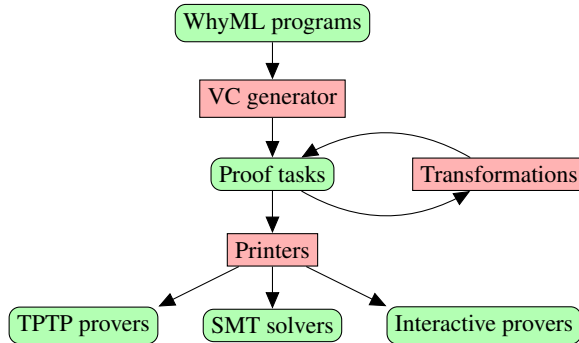 WhyML programs
VC generator
Proof tasks
Transformations
Printers
TPTP provers
SMT solvers
Interactive provers